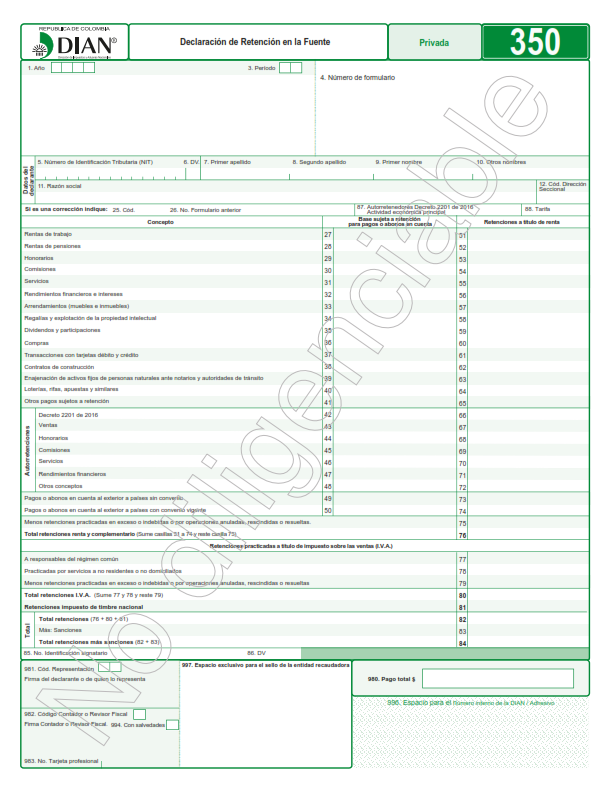 REPUBLICA DE COLOMBIA
DIAN®
Declaración de Retención en la Fuente
Privada
350
1. Año
3. Periodo
4. Número de formulario
Datos del declarante
5. Número de Identificación Tributaria (NIT)
6. DV.
7. Primer apellido
8. Segundo apellido
9. Primer nombre
10. Otros nombres
11. Razón social
12. Cód. Dirección Seccional
Si es una corrección indique:
25. Cód.
26. No. Formulario anterior
87. Autorretenedores Decreto 2201 de 2016
Actividad económica principal
88. Tarifa
Concepto
Base sujeta a retención para pagos o abonos en cuenta
Retenciones a título de renta
Rentas de trabajo 27 51
Rentas de pensiones 28 52
Honorarios 29 53
Comisiones 30 54
Servicios 31 55
Rendimientos financieros e intereses 32 56
Arrendamientos (muebles e inmuebles) 33 57
Regalías y explotación de la propiedad intelectual 34 58
Dividendos y participaciones 35 59
Compras 36 60
Transacciones con tarjetas débito y crédito 37 61
Contratos de construcción 38 62
Enajenación de activos fijos de personas naturales ante notarios y autoridades de tránsito 39 63
Loterías, rifas, apuestas y similares 40 64
Otros pagos sujetos a retención 41 65
Autorretenciones
Decreto 2201 de 2016 42 66
Ventas 43 67
Honorarios 44 68
Comisiones 45 69
Servicios 46 70
Rendimientos financieros 47 71
Otros conceptos 48 72
Pagos o abonos en cuenta al exterior a países sin convenio 49 73
Pagos o abonos en cuenta al exterior a países con convenio vigente 50 74
Menos retenciones practicadas en exceso o indebidas o por operaciones anuladas, rescindidas o resueltas. 75
Total retenciones renta y complementario (Sume casillas 51 a 74 y reste casilla 75) 76
Retenciones practicadas a título de impuesto sobre las ventas (I.V.A.)
A responsables del régimen común 77
Practicadas por servicios a no residentes o no domiciliados 78
Menos retenciones practicadas en exceso o indebidas o por operaciones anuladas, rescindidas o resueltas 79
Total retenciones I.V.A. (Sume 77 y 78 y reste 79) 80
Retenciones impuesto de timbre nacional 81
Total
Total retenciones (76 + 80 + 81) 82
Más: Sanciones 83
Total retenciones más sanciones (82 + 83) 84
85. No. Identificación signatario
86. DV
981. Cód. Representación
Firma del declarante o de quien lo representa
997. Espacio exclusivo para el sello de la entidad recaudadora
980. Pago total $
982. Código Contador o Revisor Fiscal
Firma Contador o Revisor Fiscal.
994. Con salvedades
983. No. Tarjeta profesional
996. Espacio para el número interno de la DIAN / Adhesivo
No diligenciable